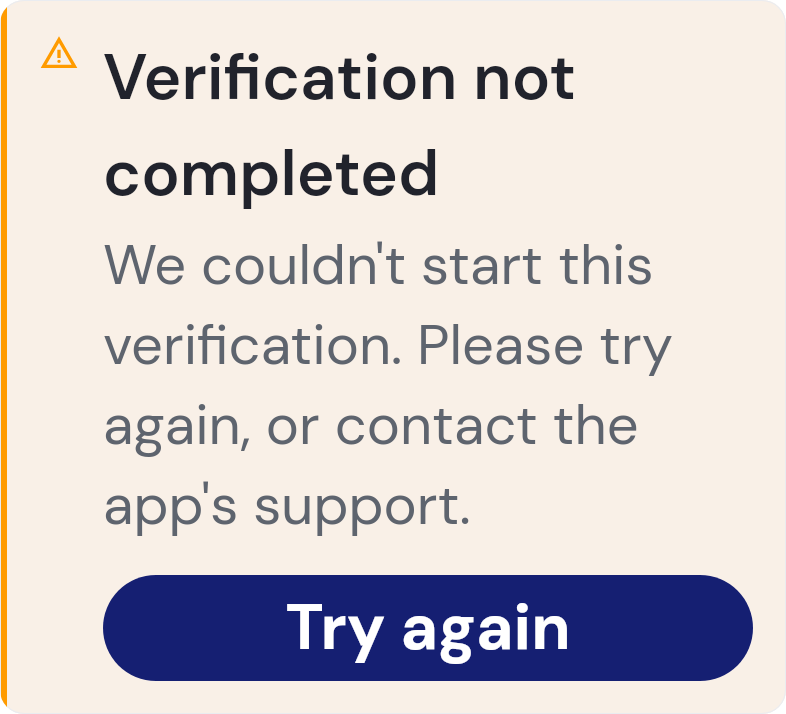 Verification not
completed
We couldn't start this
verification. Please try
again, or contact the
app's support.
Try again